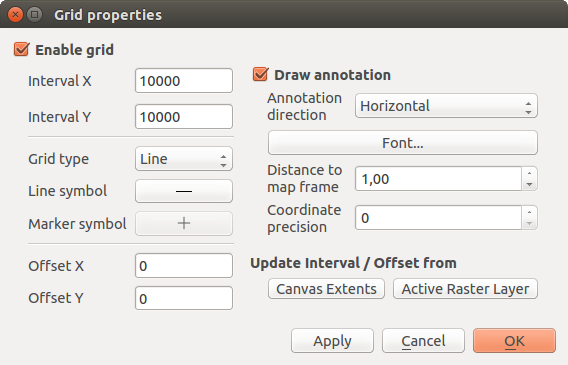 Grid properties
Enable grid
Interval X 10000
Interval Y 10000
Grid type Line
Line symbol
Marker symbol
Offset X 0
Offset Y 0
Draw annotation
Annotation direction Horizontal
Font...
Distance to map frame 1,00
Coordinate precision 0
Update Interval / Offset from
Canvas Extents Active Raster Layer
Apply Cancel OK